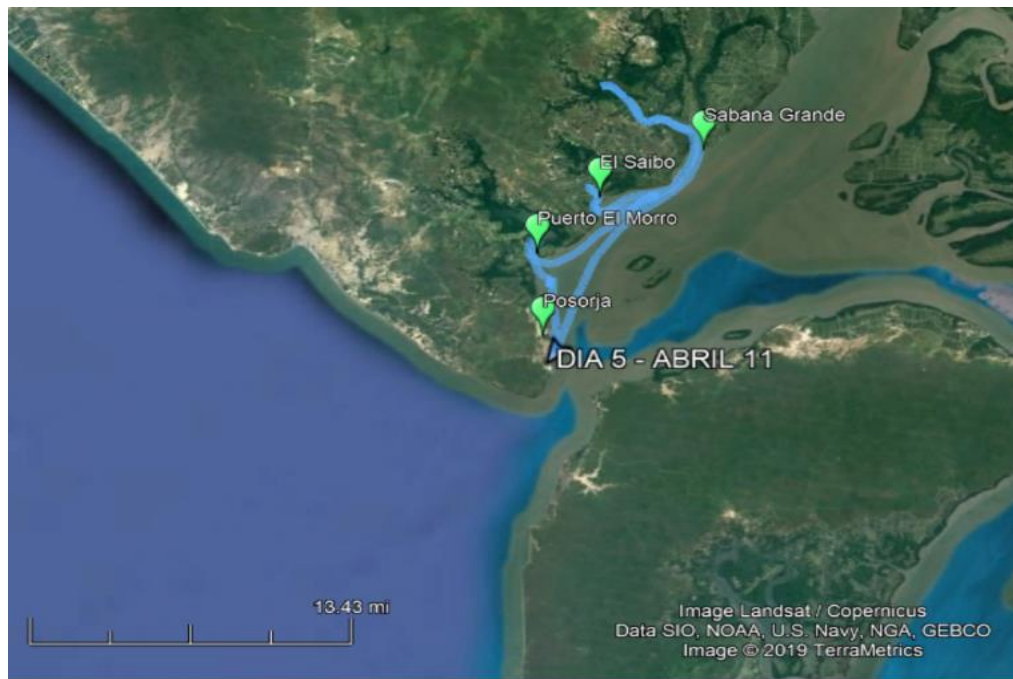 Sabana Grande
El Saibo
Puerto El Morro
Posorja
DIA 5 - ABRIL 11
13.43 mi
Image Landsat / Copernicus
Data SIO, NOAA, U.S. Navy, NGA, GEBCO
Image © 2019 TerraMetrics